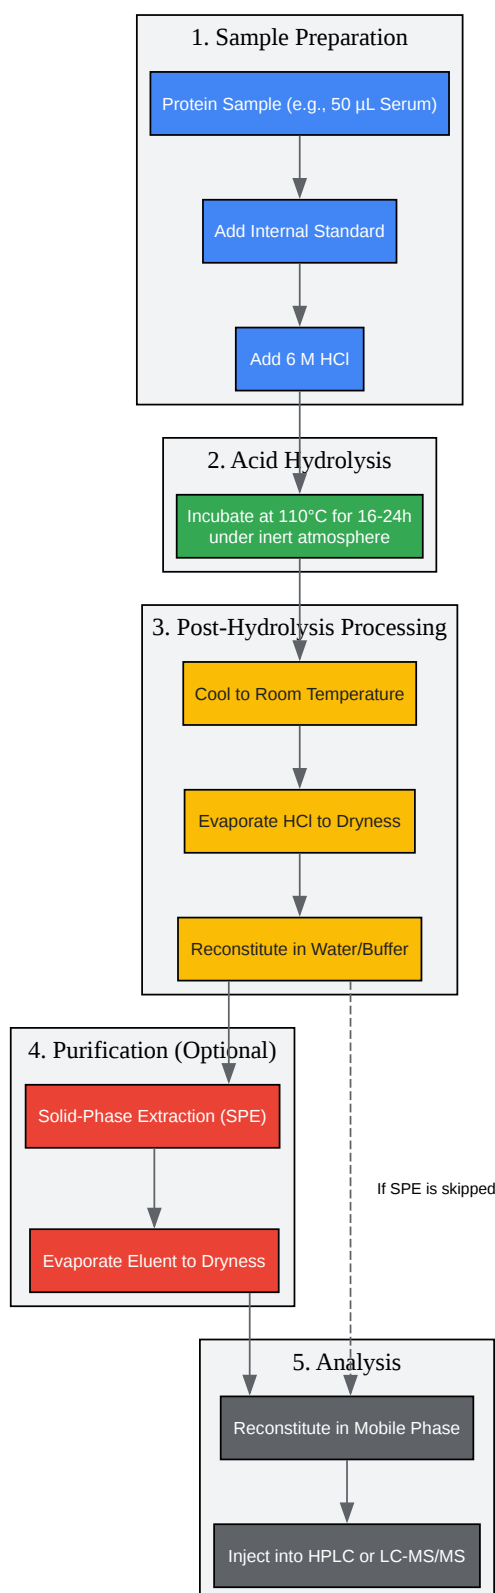 1. Sample Preparation
Protein Sample (e.g., 50 µL Serum)
Add Internal Standard
Add 6 M HCl
2. Acid Hydrolysis
Incubate at 110°C for 16-24h
under inert atmosphere
3. Post-Hydrolysis Processing
Cool to Room Temperature
Evaporate HCl to Dryness
Reconstitute in Water/Buffer
4. Purification (Optional)
Solid-Phase Extraction (SPE)
If SPE is skipped
Evaporate Eluent to Dryness
5. Analysis
Reconstitute in Mobile Phase
Inject into HPLC or LC-MS/MS